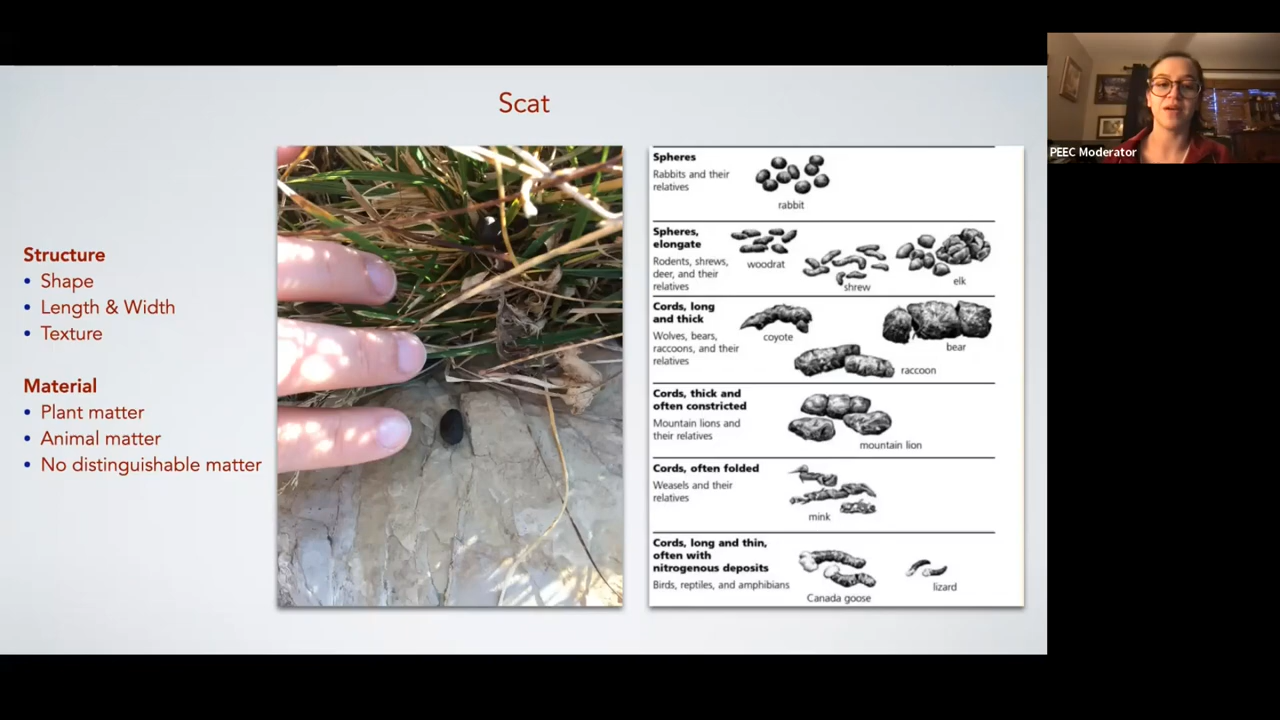 Scat
PEEC Moderator
Structure
• Shape
• Length & Width
• Texture
Material
• Plant matter
• Animal matter
• No distinguishable matter
Spheres
Rabbits and their
relatives
rabbit
Spheres,
elongate
Rodents, shrews,
deer, and their
relatives
woodrat
shrew
elk
Cords, long
and thick
Wolves, bears,
raccoons, and their
relatives
coyote
bear
raccoon
Cords, thick and
often constricted
Mountain lions and
their relatives
mountain lion
Cords, often folded
Weasels and their
relatives
mink
Cords, long and thin,
often with
nitrogenous deposits
Birds, reptiles, and amphibians
Canada goose
lizard